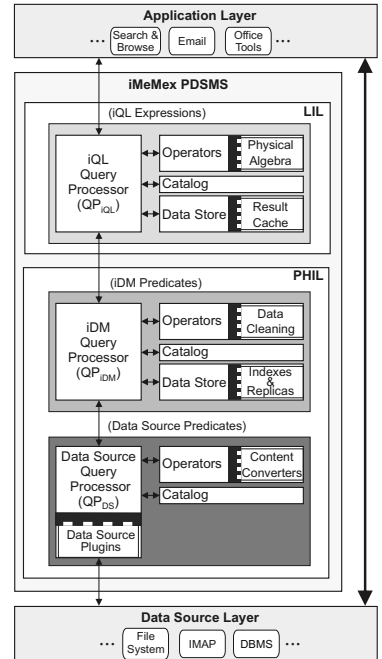 Application Layer
... Search & Browse Email Office Tools ...
iMeMex PDSMS
(iQL Expressions) LIL
iQL Query Processor (QPiQL)
Operators Physical Algebra
Catalog
Data Store Result Cache
PHIL
(iDM Predicates)
iDM Query Processor (QPiDM)
Operators Data Cleaning
Catalog
Data Store Indexes & Replicas
(Data Source Predicates)
Data Source Query Processor (QPDS)
Operators Content Converters
Catalog
Data Source Plugins
Data Source Layer
... File System IMAP DBMS ...